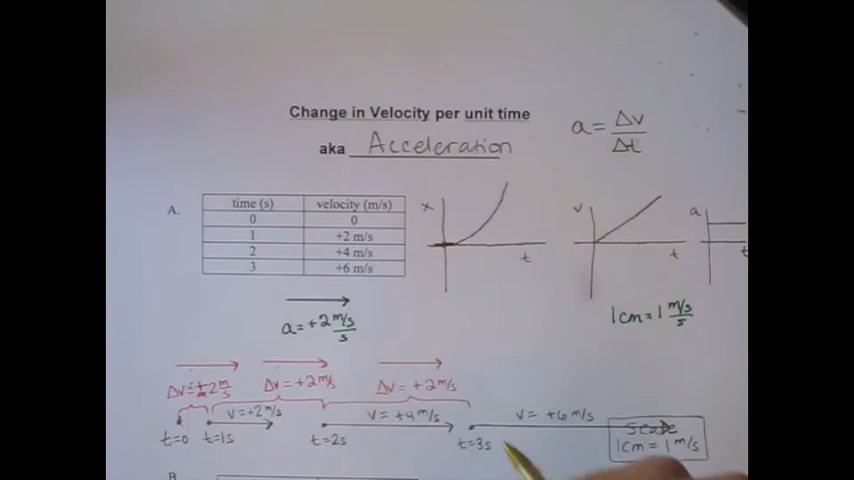 Change in Velocity per unit time
aka Acceleration
a = Δv/Δt
A.
time (s) velocity (m/s)
0 0
1 +2 m/s
2 +4 m/s
3 +6 m/s
x
t
v
t
a
t
a = +2 m/s/s
1cm = 1 m/s/s
Δv = +2 m/s
Δv = +2 m/s
Δv = +2 m/s
v = +2 m/s
v = +4 m/s
v = +6 m/s
t=0
t=1s
t=2s
t=3s
Scale
1cm = 1 m/s
B.